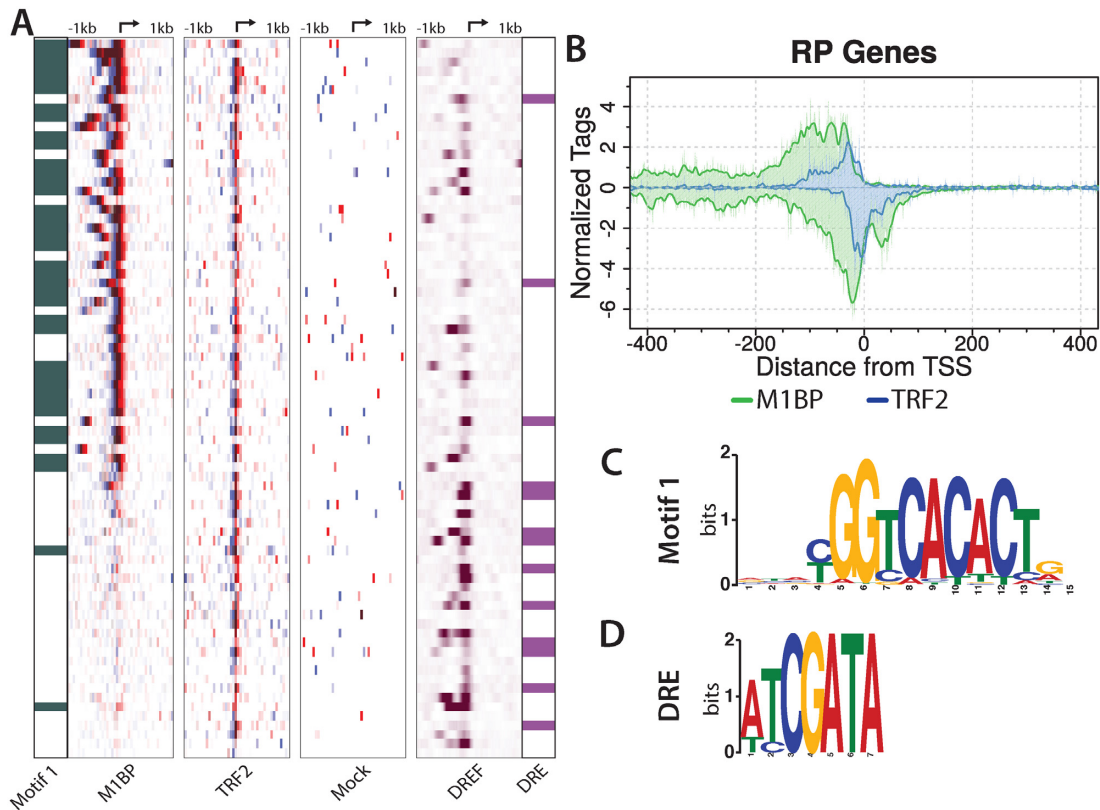 A
-1kb 1kb -1kb 1kb -1kb 1kb -1kb 1kb
Motif 1
M1BP
TRF2
Mock
DREF
DRE
B
RP Genes
Normalized Tags
4
2
0
-2
-4
-6
-400 -200 0 200 400
Distance from TSS
M1BP TRF2
C
Motif 1
bits
2
1
0
CGGTCACACTG
T
1 2 3 4 5 6 7 8 9 10 11 12 13 14 15
D
DRE
bits
2
1
0
ATCGATA
T C
1 2 3 4 5 6 7